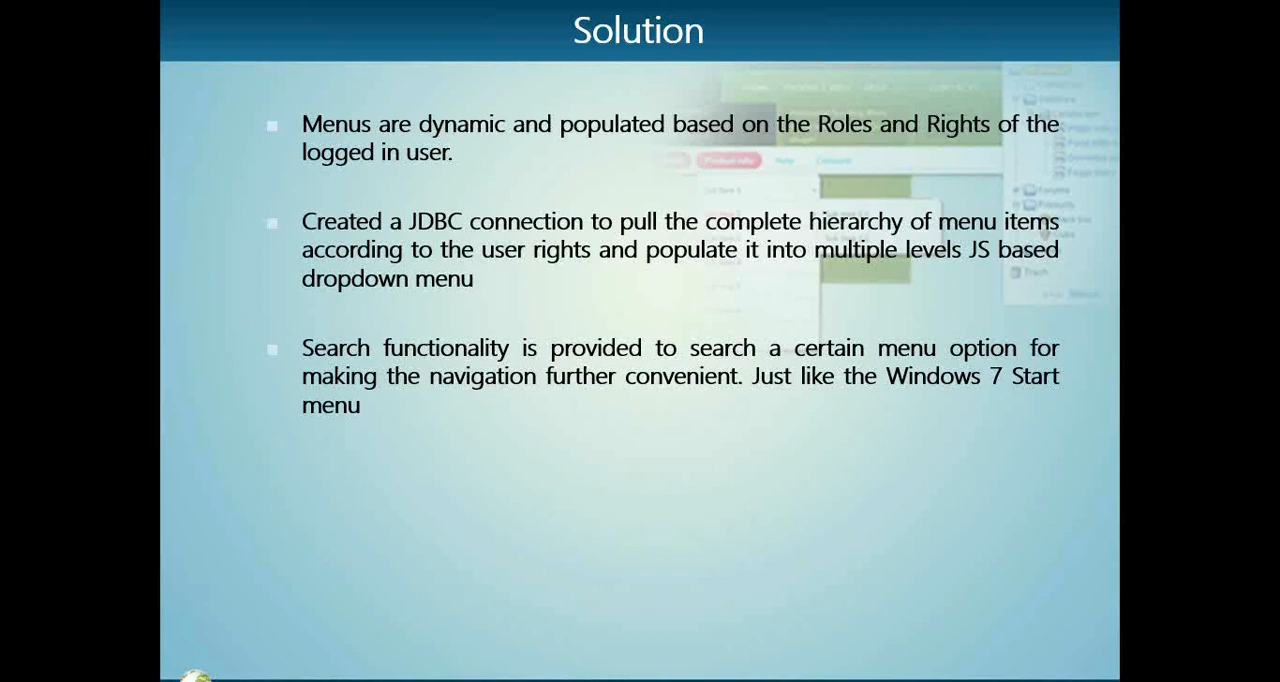 Solution
Menus are dynamic and populated based on the Roles and Rights of the
logged in user.
Created a JDBC connection to pull the complete hierarchy of menu items
according to the user rights and populate it into multiple levels JS based
dropdown menu
Search functionality is provided to search a certain menu option for
making the navigation further convenient. Just like the Windows 7 Start
menu